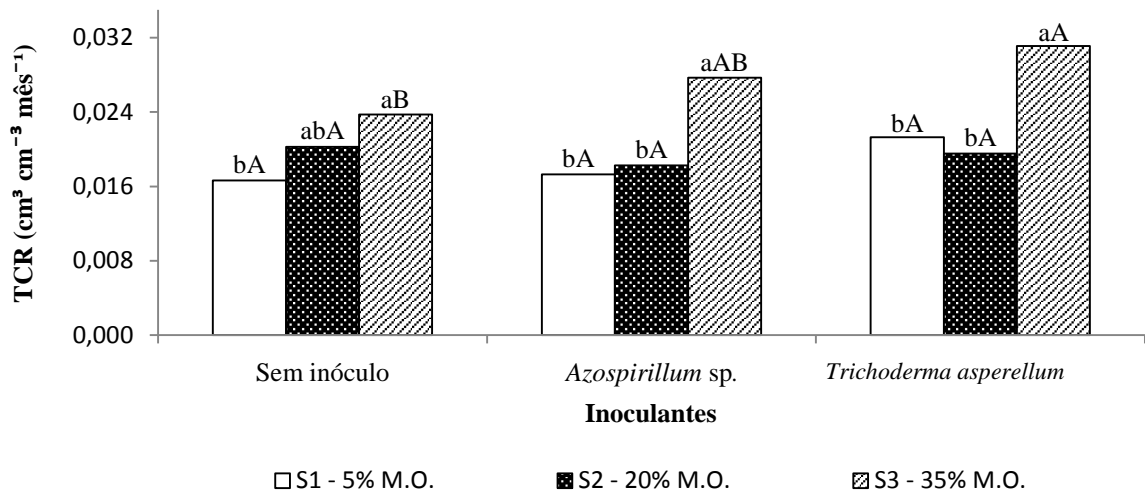 TCR (cm³ cm⁻³ mês⁻¹)
0,032
0,024
0,016
0,008
0,000
bA
abA
aB
bA
bA
aAB
bA
bA
aA
Sem inóculo
Azospirillum sp.
Trichoderma asperellum
Inoculantes
S1 - 5% M.O.
S2 - 20% M.O.
S3 - 35% M.O.